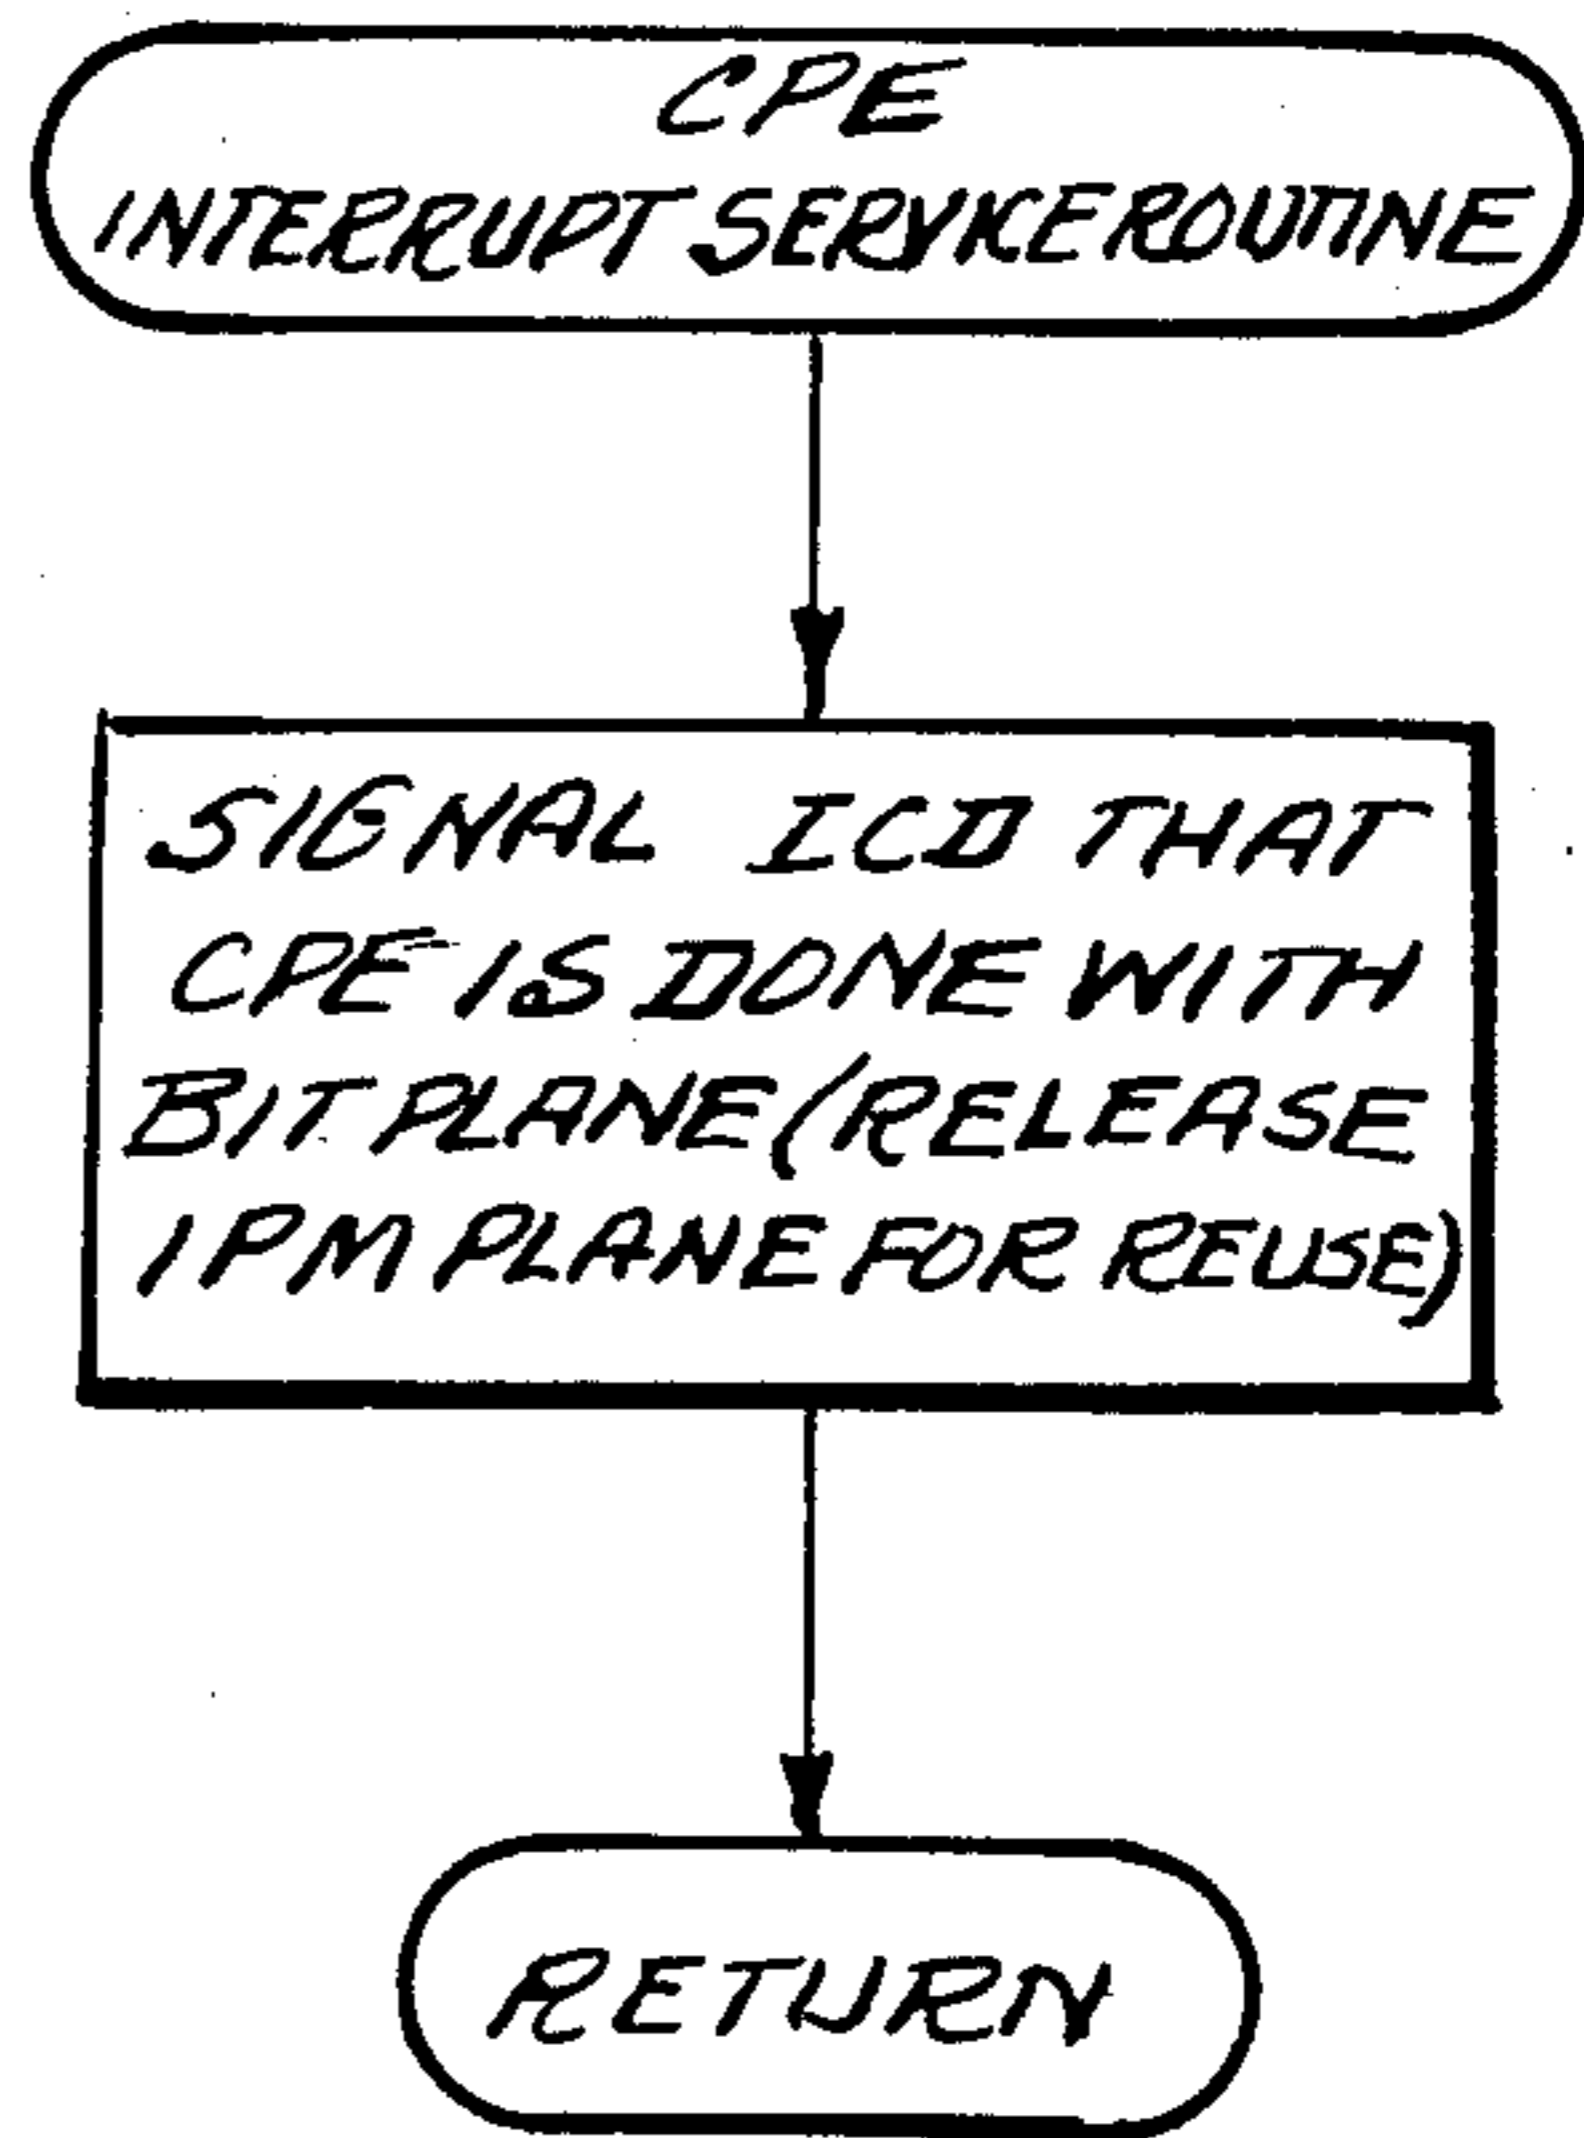 CPE
INTERRUPT SERVICE ROUTINE
SIGNAL ICD THAT
CPE IS DONE WITH
BIT PLANE (RELEASE
IPM PLANE FOR REUSE)
RETURN